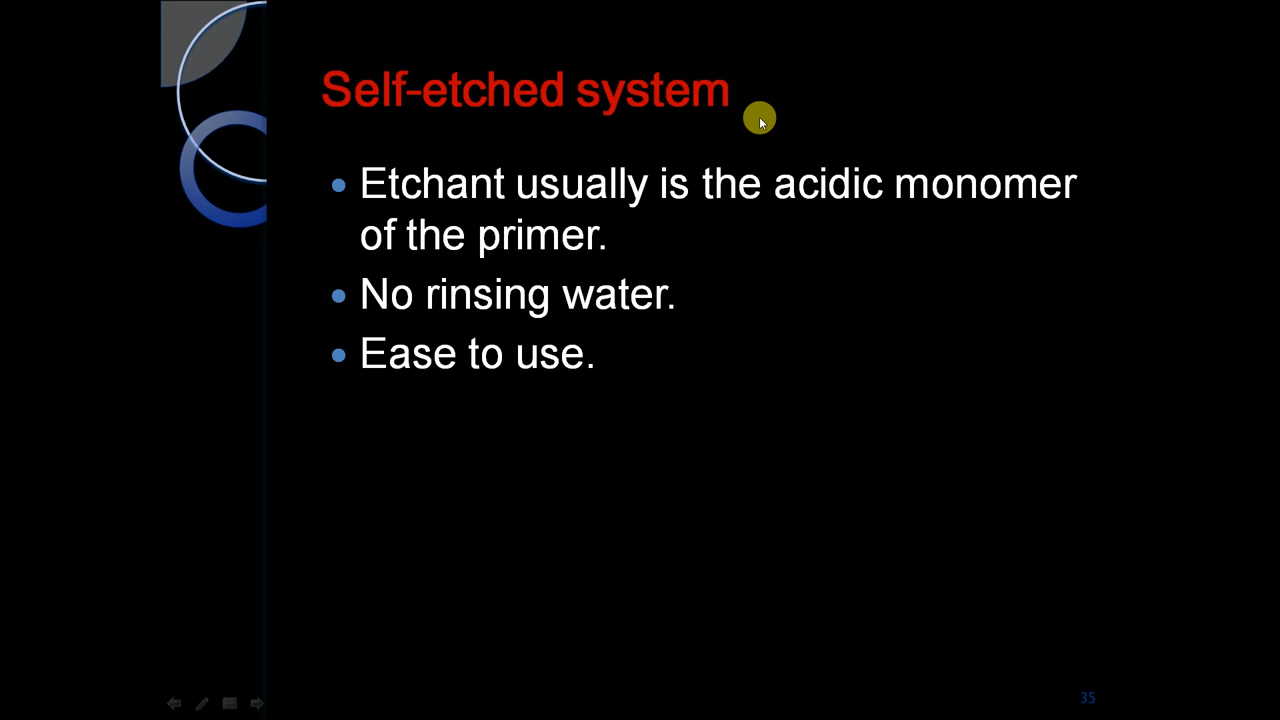 Self-etched system
• Etchant usually is the acidic monomer
of the primer.
• No rinsing water.
• Ease to use.
35